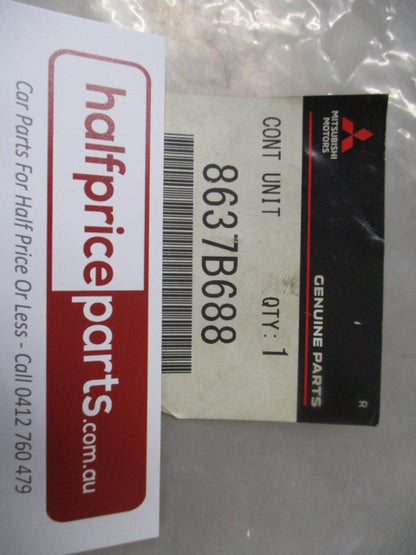 MITSUBISHI
MOTORS
GENUINE PARTS
R
CONT UNIT QTY: 1
8637B688
halfpriceparts.com.au
Car Parts For Half Price Or Less - Call 0412 760 479